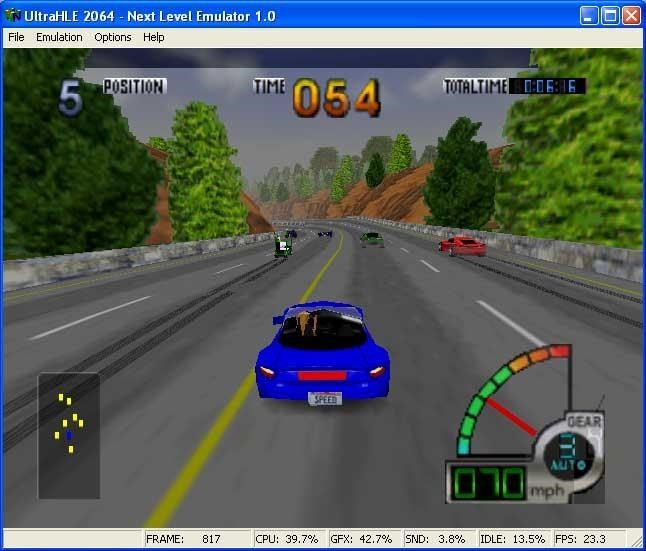 UltraHLE 2064 - Next Level Emulator 1.0
File Emulation Options Help
5 POSITION TIME 054 TOTALTIME 0:06:16
SPEED
GEAR
3
AUTO
070 mph
FRAME: 817 CPU: 39.7% GFX: 42.7% SND: 3.8% IDLE: 13.5% FPS: 23.3